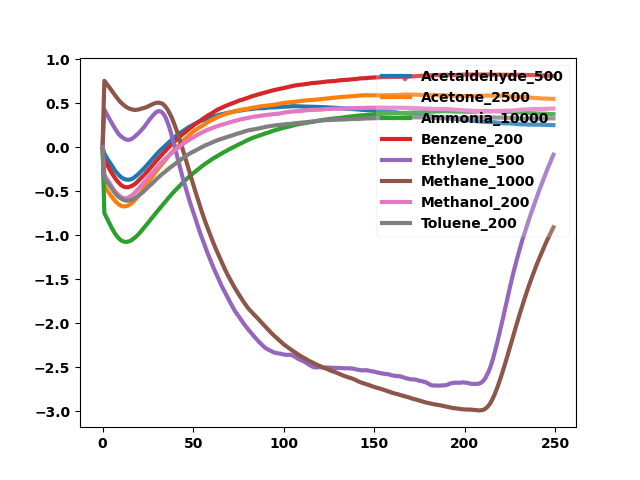 1.0
0.5
0.0
−0.5
−1.0
−1.5
−2.0
−2.5
−3.0
0 50 100 150 200 250
Acetaldehyde_500
Acetone_2500
Ammonia_10000
Benzene_200
Ethylene_500
Methane_1000
Methanol_200
Toluene_200